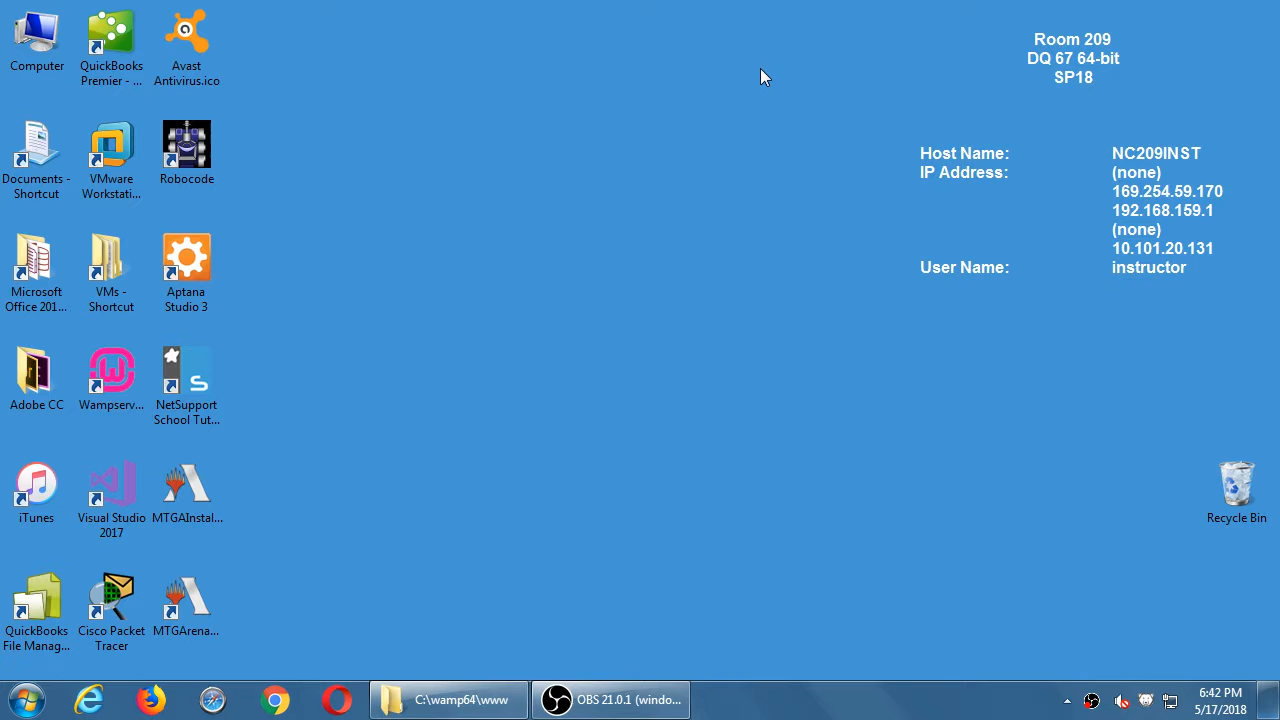 Computer
QuickBooks
Premier - ...
Avast
Antivirus.ico
Documents -
Shortcut
VMware
Workstati...
Robocode
Microsoft
Office 201...
VMs -
Shortcut
Aptana
Studio 3
Adobe CC
Wampserv...
NetSupport
School Tut...
iTunes
Visual Studio
2017
MTGAInstal...
QuickBooks
File Manag...
Cisco Packet
Tracer
MTGArena...
Room 209
DQ 67 64-bit
SP18
Host Name: NC209INST
IP Address: (none)
169.254.59.170
192.168.159.1
(none)
10.101.20.131
User Name: instructor
Recycle Bin
C:\wamp64\www
OBS 21.0.1 (windo...
6:42 PM
5/17/2018